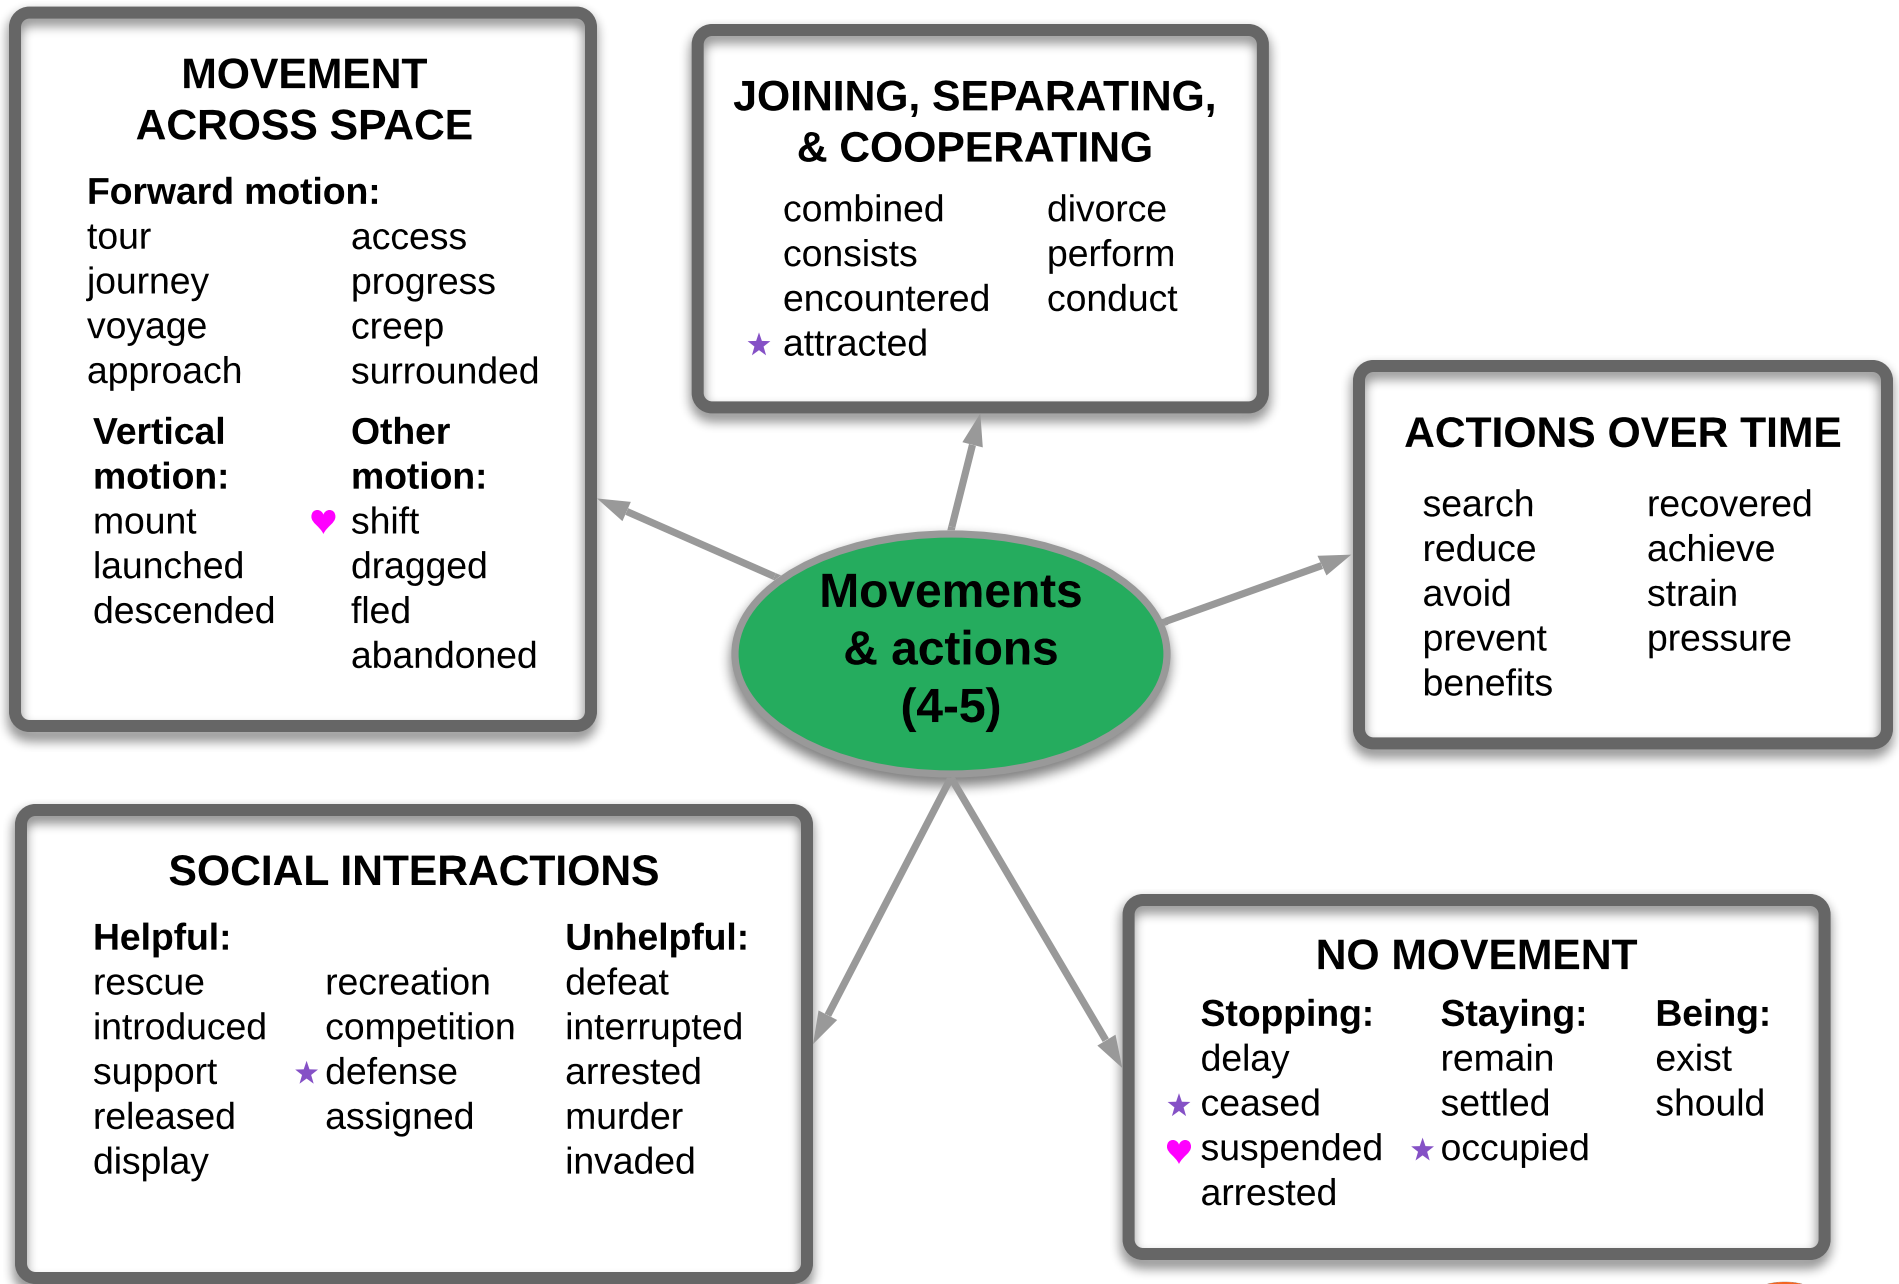 MOVEMENT
ACROSS SPACE
Forward motion:
tour access
journey progress
voyage creep
approach surrounded
Vertical Other
motion: motion:
mount ♥ shift
launched dragged
descended fled
abandoned
JOINING, SEPARATING,
& COOPERATING
combined divorce
consists perform
encountered conduct
★ attracted
ACTIONS OVER TIME
search recovered
reduce achieve
avoid strain
prevent pressure
benefits
Movements
& actions
(4-5)
SOCIAL INTERACTIONS
Helpful: Unhelpful:
rescue recreation defeat
introduced competition interrupted
support ★ defense arrested
released assigned murder
display invaded
NO MOVEMENT
Stopping: Staying: Being:
delay remain exist
★ ceased settled should
♥ suspended ★ occupied
arrested